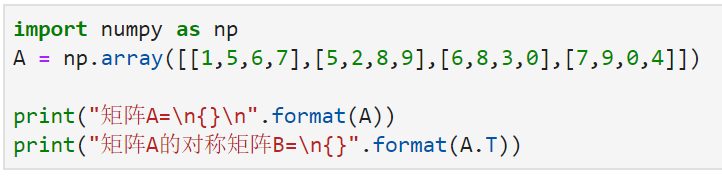 import numpy as np
A = np.array([[1,5,6,7],[5,2,8,9],[6,8,3,0],[7,9,0,4]])
print("矩阵A=\n{}\n".format(A))
print("矩阵A的对称矩阵B=\n{}".format(A.T))